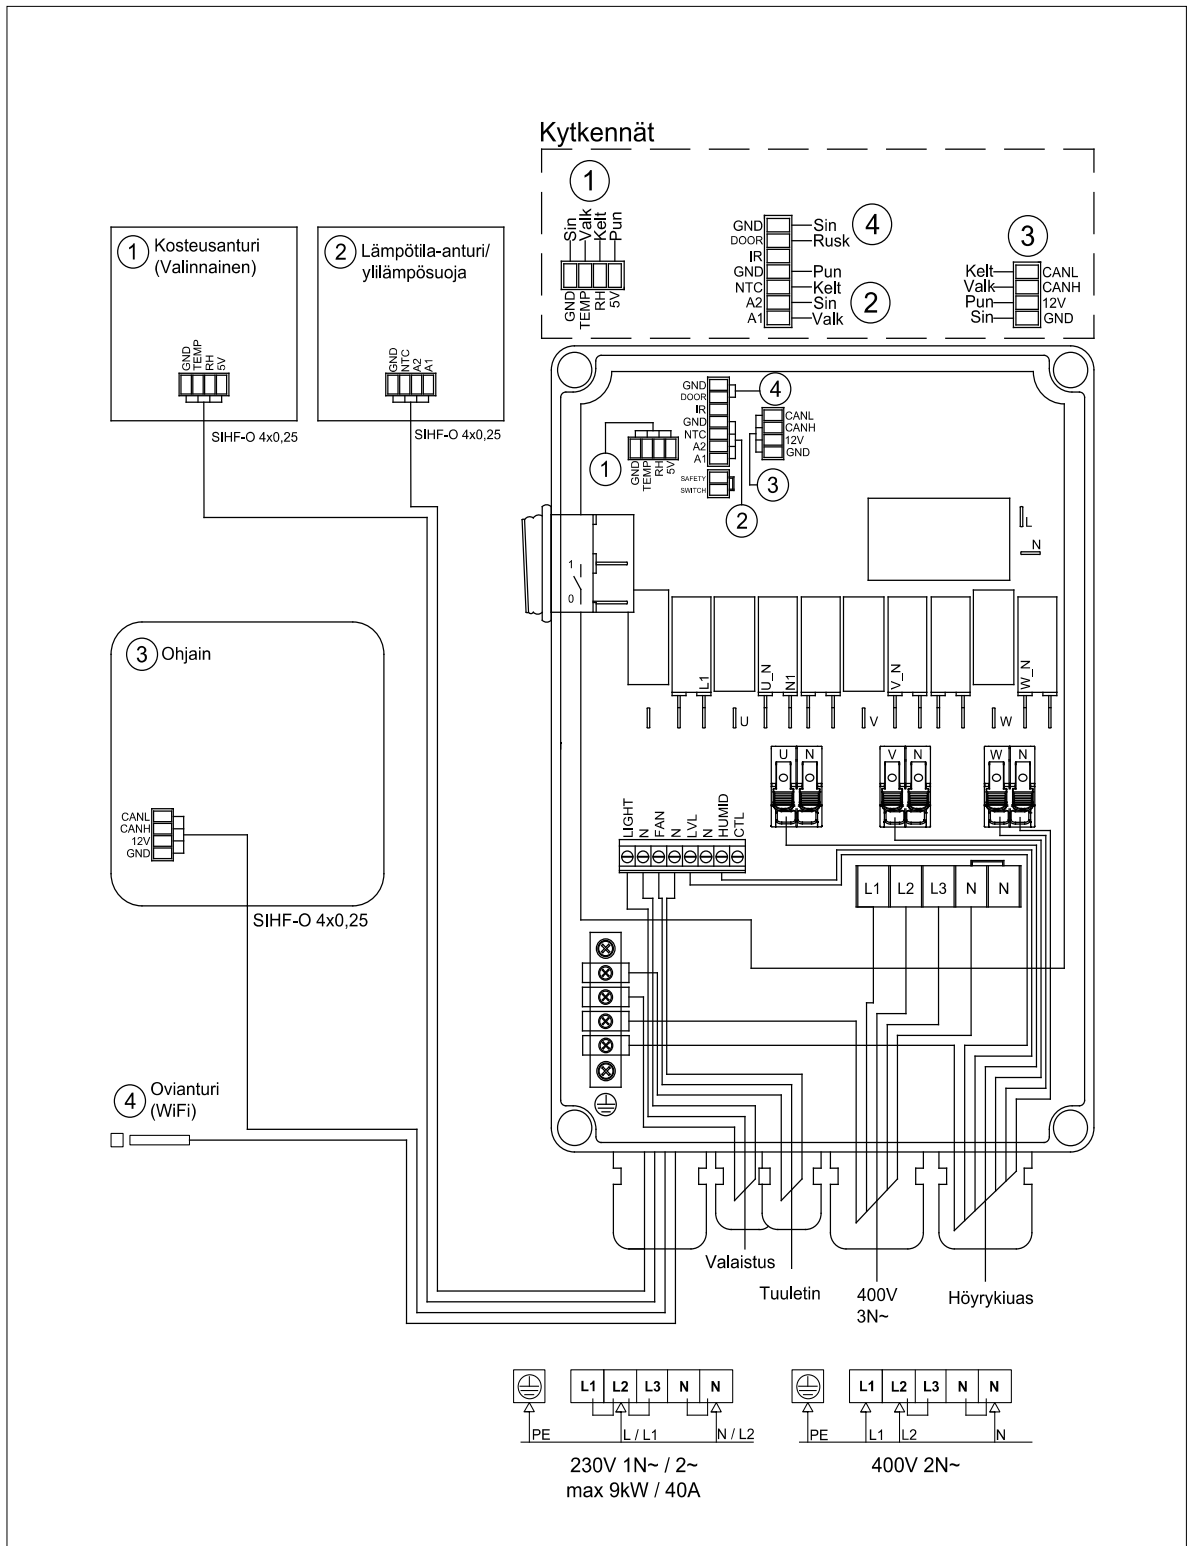 Kytkennät
1
Sin
Valk
Kelt
Pun
GND
TEMP
RH
5V
GND
DOOR
IR
GND
NTC
A2
A1
Sin
Rusk
Pun
Kelt
Sin
Valk
4
2
3
Kelt
Valk
Pun
Sin
CANL
CANH
12V
GND
1 Kosteusanturi
(Valinnainen)
GND
TEMP
RH
5V
SIHF-O 4x0,25
2 Lämpötila-anturi/
ylilämpösuoja
GND
NTC
A2
A1
SIHF-O 4x0,25
GND
DOOR
IR
GND
NTC
A2
A1
4
CANL
CANH
12V
GND
1
GND
TEMP
RH
5V
SAFETY
SWITCH
3
2
L
N
1
0
L1
U_N
N1
V_N
W_N
U
V
W
U N
V N
W N
3 Ohjain
CANL
CANH
12V
GND
SIHF-O 4x0,25
LIGHT
N
FAN
N
LVL
N
HUMID
CTL
L1 L2 L3 N N
4 Ovianturi
(WiFi)
Valaistus
Tuuletin
400V
3N~
Höyrykiuas
L1 L2 L3 N N
PE L / L1 N / L2
230V 1N~ / 2~
max 9kW / 40A
L1 L2 L3 N N
PE L1 L2 N
400V 2N~